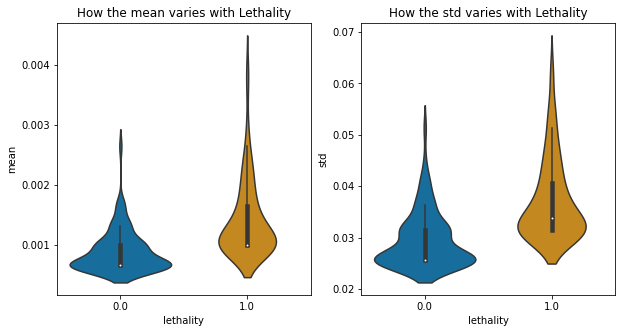 How the mean varies with Lethality
0.004
0.003
0.002
0.001
mean
0.0 1.0
lethality
How the std varies with Lethality
0.07
0.06
0.05
0.04
0.03
0.02
std
0.0 1.0
lethality